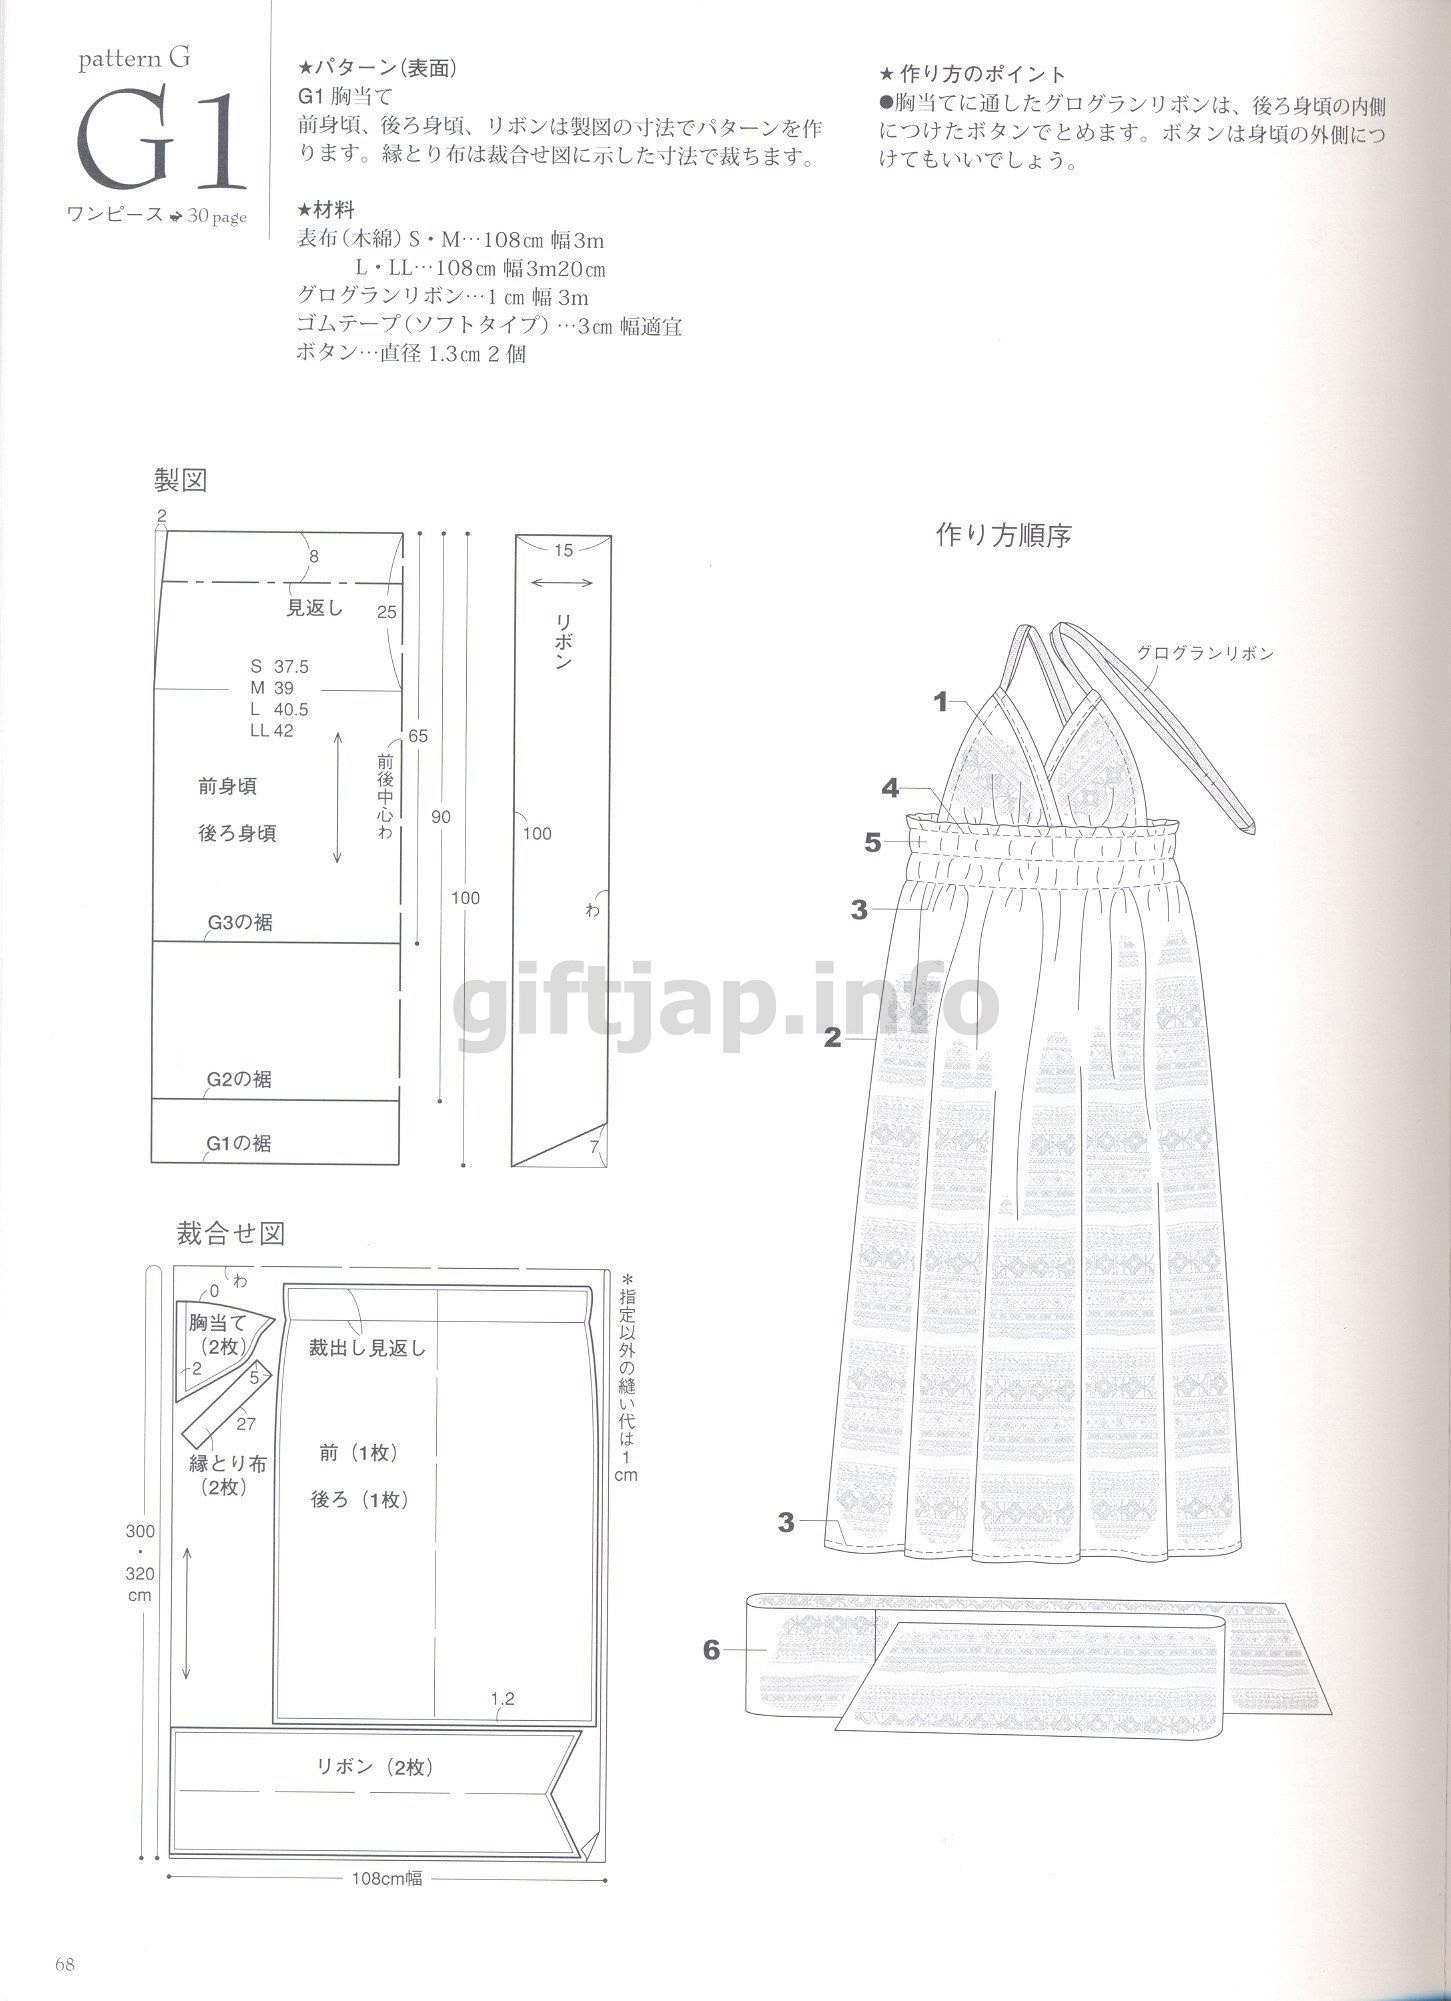 pattern G
G1
ワンピース➔30 page
★パターン(表面)
G1 胸当て
前身頃、後ろ身頃、リボンは製図の寸法でパターンを作
ります。縁とり布は裁合せ図に示した寸法で裁ちます。
★材料
表布(木綿) S・M…108㎝ 幅3m
L・LL…108㎝ 幅3m20㎝
グログランリボン…1 ㎝ 幅 3m
ゴムテープ(ソフトタイプ) …3㎝ 幅適宜
ボタン…直径 1.3㎝ 2 個
★ 作り方のポイント
●胸当てに通したグログランリボンは、後ろ身頃の内側
につけたボタンでとめます。ボタンは身頃の外側につ
けてもいいでしょう。
製図
2
8
見返し
25
S 37.5
M 39
L 40.5
LL 42
前身頃
後ろ身頃
前後中心わ
65
90
100
G3の裾
G2の裾
G1の裾
15
リボン
100
わ
7
作り方順序
グログランリボン
1
4
5
3
2
3
6
giftjap.info
裁合せ図
わ
0
胸当て
(2枚)
2
5
27
縁とり布
(2枚)
裁出し見返し
前(1枚)
後ろ(1枚)
1.2
リボン(2枚)
*指定以外の縫い代は1cm
300
・
320
cm
108cm幅
68